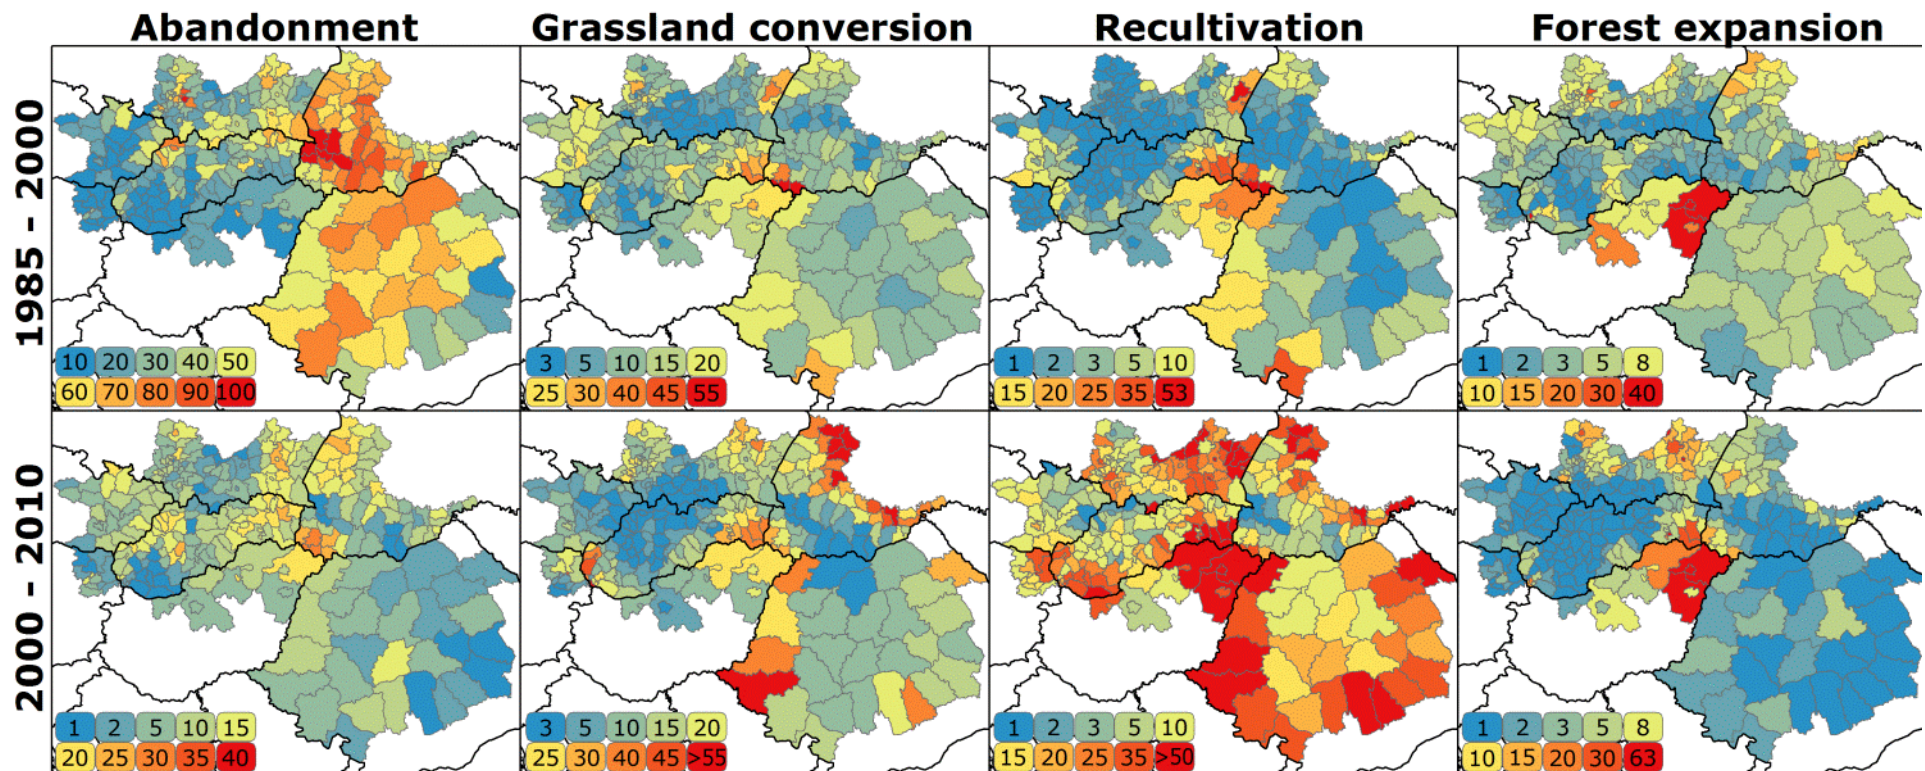 Abandonment Grassland conversion Recultivation Forest expansion
1985 - 2000
10 20 30 40 50
60 70 80 90 100
3 5 10 15 20
25 30 40 45 55
1 2 3 5 10
15 20 25 35 53
1 2 3 5 8
10 15 20 30 40
2000 - 2010
1 2 5 10 15
20 25 30 35 40
3 5 10 15 20
25 30 40 45 >55
1 2 3 5 10
15 20 25 35 >50
1 2 3 5 8
10 15 20 30 63